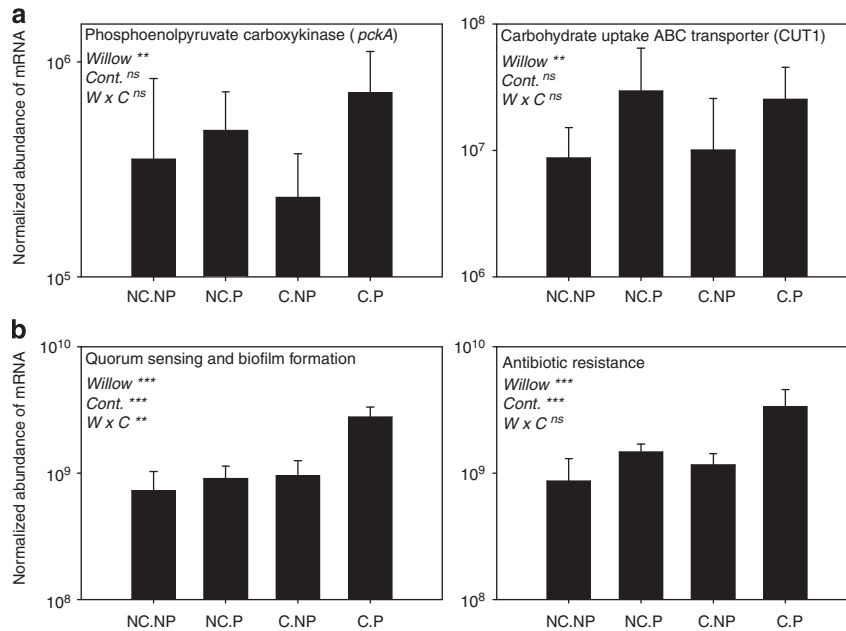 a
Phosphoenolpyruvate carboxykinase (pckA)
Willow **
Cont. ns
W x C ns
Normalized abundance of mRNA
10^6
10^5
NC.NP NC.P C.NP C.P
Carbohydrate uptake ABC transporter (CUT1)
Willow **
Cont. ns
W x C ns
10^8
10^7
10^6
NC.NP NC.P C.NP C.P
b
Quorum sensing and biofilm formation
Willow ***
Cont. ***
W x C **
Normalized abundance of mRNA
10^10
10^9
10^8
NC.NP NC.P C.NP C.P
Antibiotic resistance
Willow ***
Cont. ***
W x C ns
10^10
10^9
10^8
NC.NP NC.P C.NP C.P